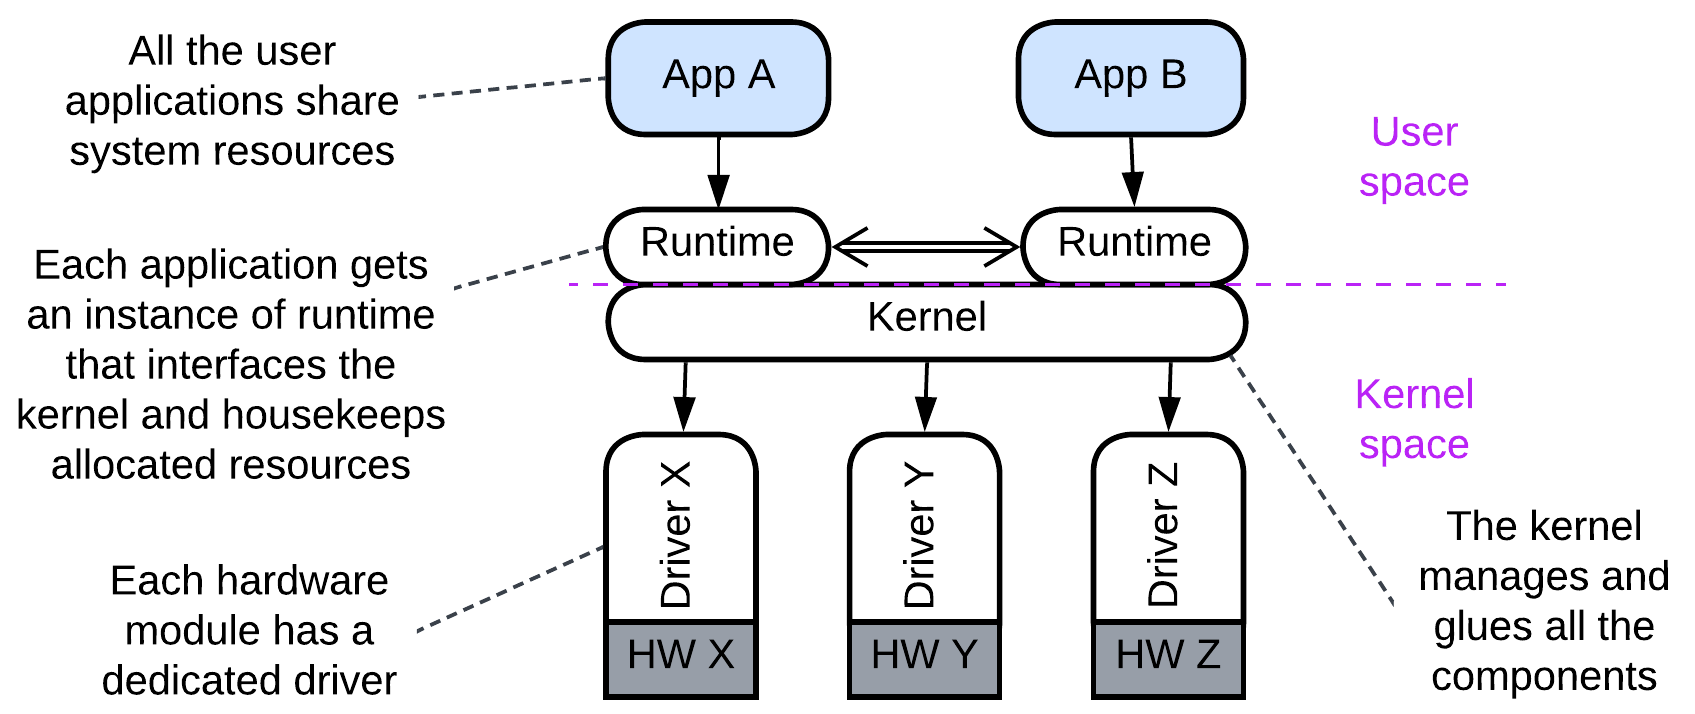 All the user
applications share
system resources
App A
App B
User
space
Runtime
Runtime
Each application gets
an instance of runtime
that interfaces the
kernel and housekeeps
allocated resources
Kernel
Kernel
space
Driver X
Driver Y
Driver Z
Each hardware
module has a
dedicated driver
HW X
HW Y
HW Z
The kernel
manages and
glues all the
components